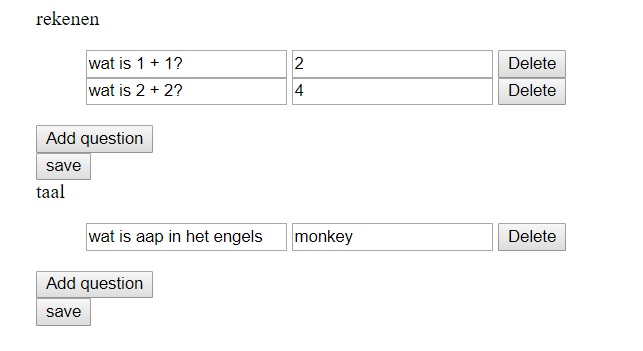 rekenen
wat is 1 + 1? 2 Delete
wat is 2 + 2? 4 Delete
Add question
save
taal
wat is aap in het engels monkey Delete
Add question
save